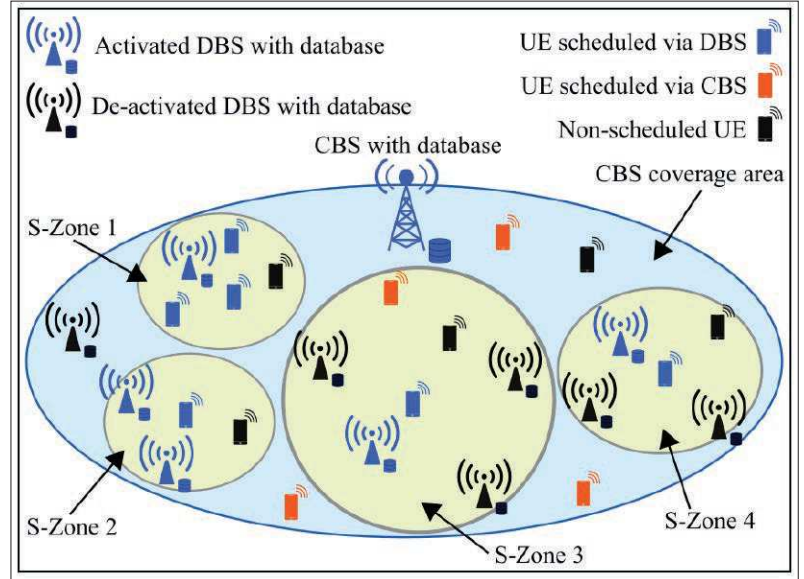 Activated DBS with database
De-activated DBS with database
UE scheduled via DBS
UE scheduled via CBS
Non-scheduled UE
CBS with database
CBS coverage area
S-Zone 1
S-Zone 2
S-Zone 3
S-Zone 4